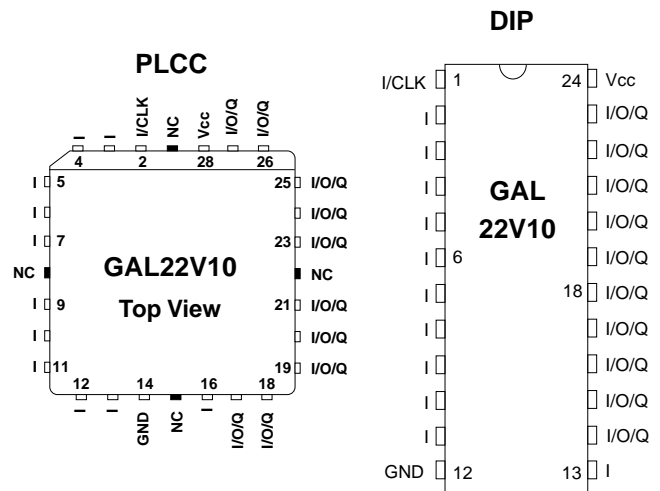 DIP
PLCC
I/CLK 1 24 Vcc
I I I/CLK NC Vcc I/O/Q I/O/Q
4 2 28 26
I 5 25 I/O/Q
I I/O/Q
I 7 23 I/O/Q
NC GAL22V10 NC
Top View
I 9 21 I/O/Q
I I/O/Q
I 11 19 I/O/Q
12 14 16 18
I I GND NC I I/O/Q I/O/Q
I I/O/Q
I I/O/Q
I GAL I/O/Q
I 22V10 I/O/Q
I 6 I/O/Q
I 18 I/O/Q
I I/O/Q
I I/O/Q
I I/O/Q
I I/O/Q
GND 12 13 I